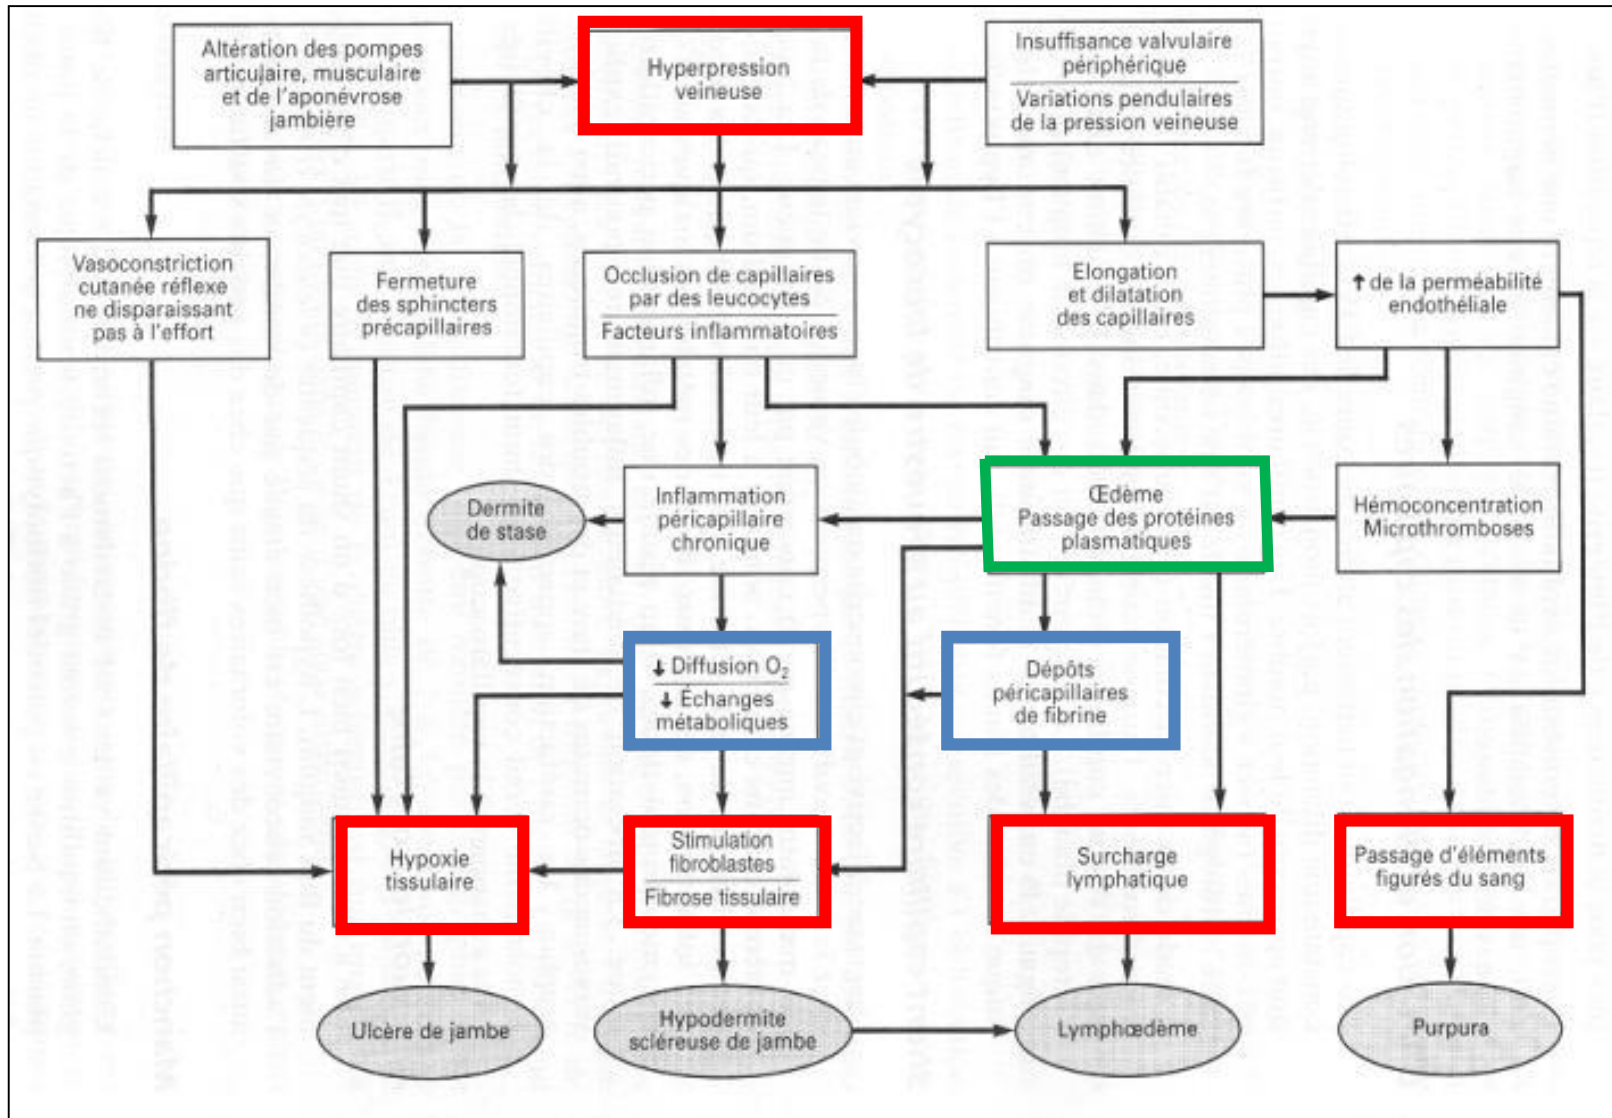 Altération des pompes
articulaire, musculaire
et de l'aponévrose
jambière
Hyperpression
veineuse
Insuffisance valvulaire
périphérique
Variations pendulaires
de la pression veineuse
Vasoconstriction
cutanée réflexe
ne disparaissant
pas à l'effort
Fermeture
des sphincters
précapillaires
Occlusion de capillaires
par des leucocytes
Facteurs inflammatoires
Elongation
et dilatation
des capillaires
↑ de la perméabilité
endothéliale
Dermite
de stase
Inflammation
péricapillaire
chronique
Œdème
Passage des protéines
plasmatiques
Hémoconcentration
Microthromboses
↓ Diffusion O₂
↓ Échanges
métaboliques
Dépôts
péricapillaires
de fibrine
Hypoxie
tissulaire
Stimulation
fibroblastes
Fibrose tissulaire
Surcharge
lymphatique
Passage d'éléments
figurés du sang
Ulcère de jambe
Hypodermite
scléreuse de jambe
Lymphœdème
Purpura